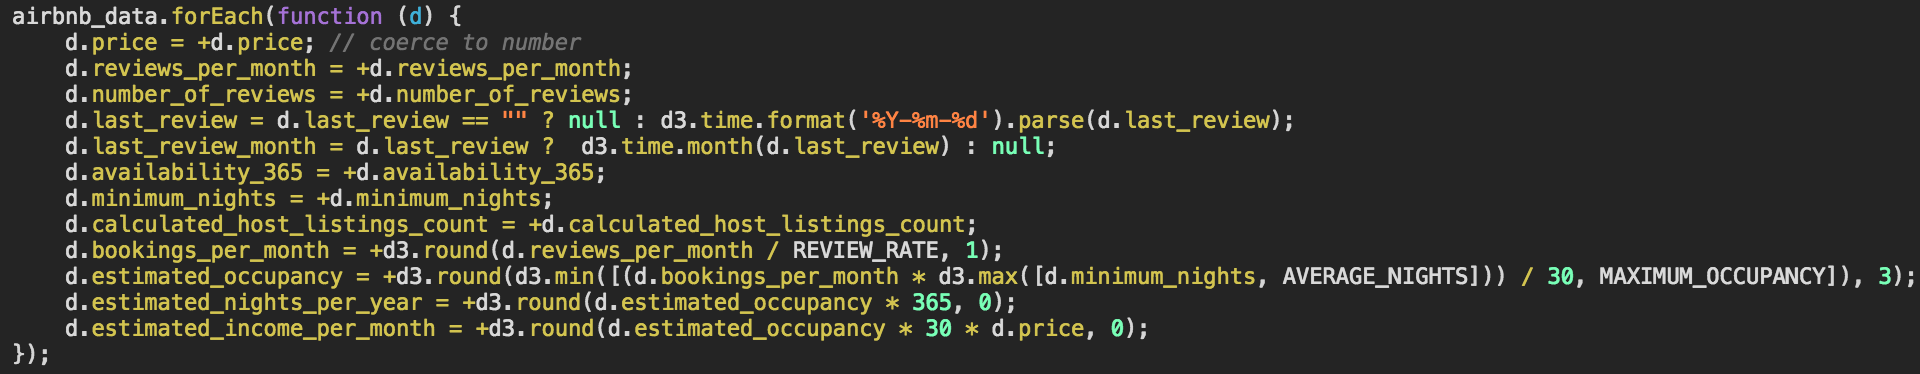 airbnb_data.forEach(function (d) {
    d.price = +d.price; // coerce to number
    d.reviews_per_month = +d.reviews_per_month;
    d.number_of_reviews = +d.number_of_reviews;
    d.last_review = d.last_review == "" ? null : d3.time.format('%Y-%m-%d').parse(d.last_review);
    d.last_review_month = d.last_review ?  d3.time.month(d.last_review) : null;
    d.availability_365 = +d.availability_365;
    d.minimum_nights = +d.minimum_nights;
    d.calculated_host_listings_count = +d.calculated_host_listings_count;
    d.bookings_per_month = +d3.round(d.reviews_per_month / REVIEW_RATE, 1);
    d.estimated_occupancy = +d3.round(d3.min([(d.bookings_per_month * d3.max([d.minimum_nights, AVERAGE_NIGHTS])) / 30, MAXIMUM_OCCUPANCY]), 3);
    d.estimated_nights_per_year = +d3.round(d.estimated_occupancy * 365, 0);
    d.estimated_income_per_month = +d3.round(d.estimated_occupancy * 30 * d.price, 0);
});